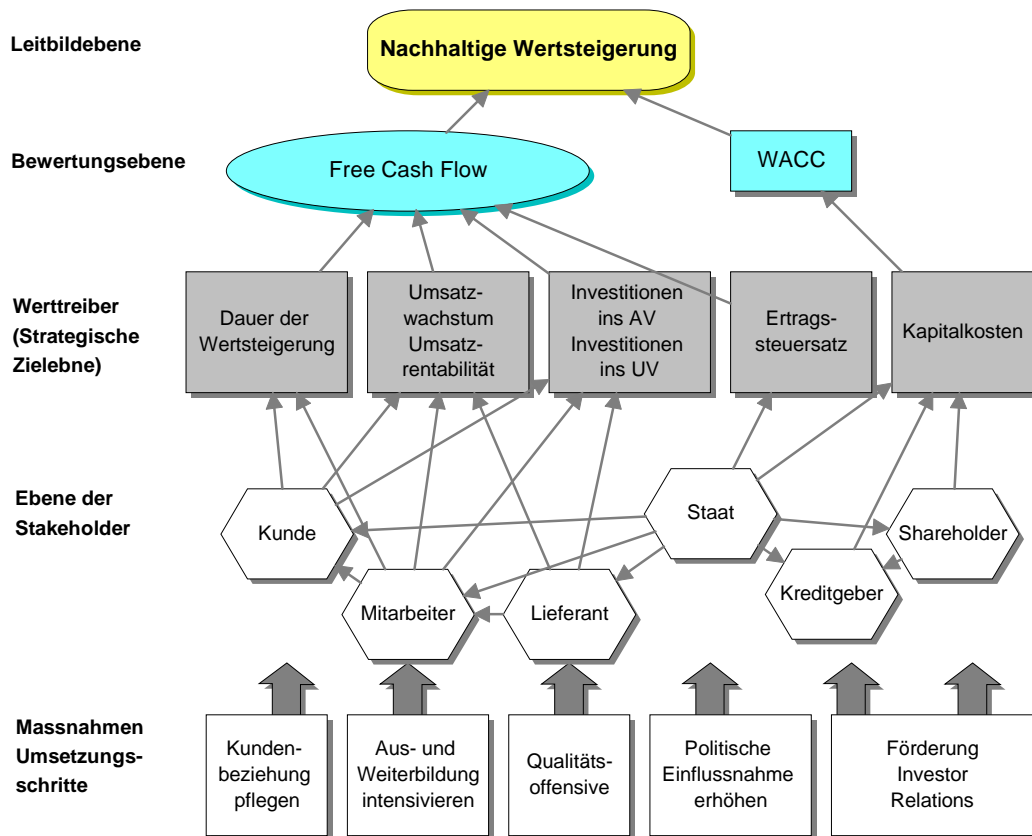 Leitbildebene
Nachhaltige Wertsteigerung
Bewertungsebene
Free Cash Flow
WACC
Werttreiber
(Strategische
Zielebne)
Dauer der
Wertsteigerung
Umsatz-
wachstum
Umsatz-
rentabilität
Investitionen
ins AV
Investitionen
ins UV
Ertrags-
steuersatz
Kapitalkosten
Ebene der
Stakeholder
Kunde
Staat
Shareholder
Mitarbeiter
Lieferant
Kreditgeber
Massnahmen
Umsetzungs-
schritte
Kunden-
beziehung
pflegen
Aus- und
Weiterbildung
intensivieren
Qualitäts-
offensive
Politische
Einflussnahme
erhöhen
Förderung
Investor
Relations